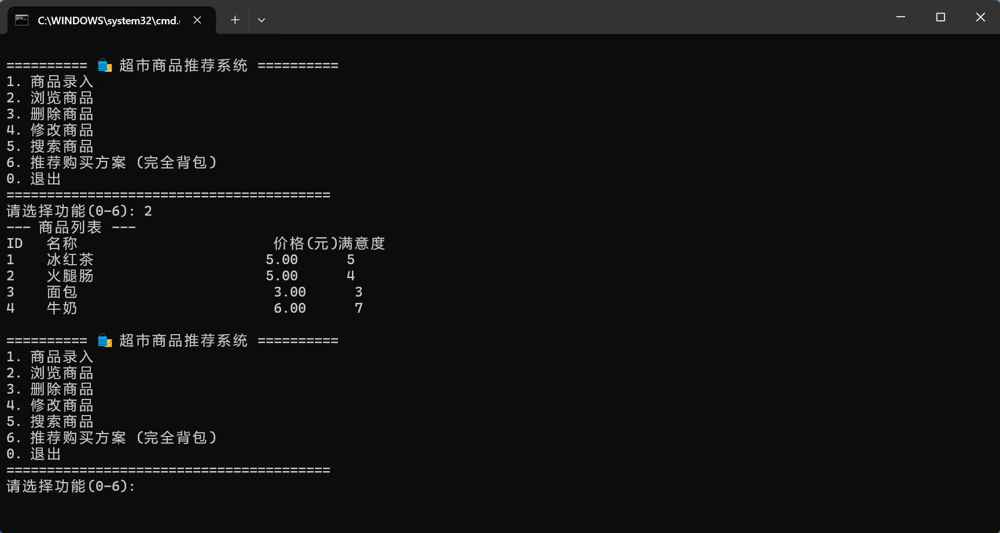 C:\WINDOWS\system32\cmd.
========== 🛍️ 超市商品推荐系统 ==========
1. 商品录入
2. 浏览商品
3. 删除商品
4. 修改商品
5. 搜索商品
6. 推荐购买方案 (完全背包)
0. 退出
========================================
请选择功能(0-6): 2
--- 商品列表 ---
ID 名称 价格(元)满意度
1 冰红茶 5.00 5
2 火腿肠 5.00 4
3 面包 3.00 3
4 牛奶 6.00 7
========== 🛍️ 超市商品推荐系统 ==========
1. 商品录入
2. 浏览商品
3. 删除商品
4. 修改商品
5. 搜索商品
6. 推荐购买方案 (完全背包)
0. 退出
========================================
请选择功能(0-6):